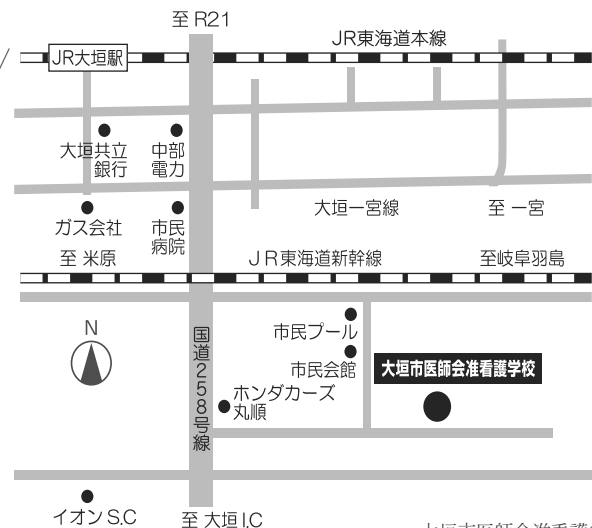 至 R21
JR東海道本線
JR大垣駅
大垣共立
銀行
中部
電力
ガス会社
市民
病院
大垣一宮線
至 一宮
至 米原
JR東海道新幹線
至岐阜羽島
N
国道258号線
市民プール
市民会館
大垣市医師会准看護学校
ホンダカーズ
丸順
イオンS.C
至 大垣I.C